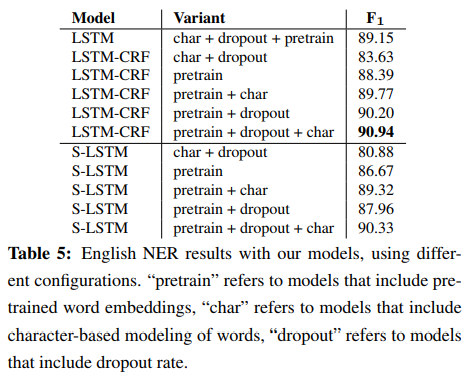 Model Variant F1
LSTM char + dropout + pretrain 89.15
LSTM-CRF char + dropout 83.63
LSTM-CRF pretrain 88.39
LSTM-CRF pretrain + char 89.77
LSTM-CRF pretrain + dropout 90.20
LSTM-CRF pretrain + dropout + char 90.94
S-LSTM char + dropout 80.88
S-LSTM pretrain 86.67
S-LSTM pretrain + char 89.32
S-LSTM pretrain + dropout 87.96
S-LSTM pretrain + dropout + char 90.33
Table 5: English NER results with our models, using differ-
ent configurations. “pretrain” refers to models that include pre-
trained word embeddings, “char” refers to models that include
character-based modeling of words, “dropout” refers to models
that include dropout rate.